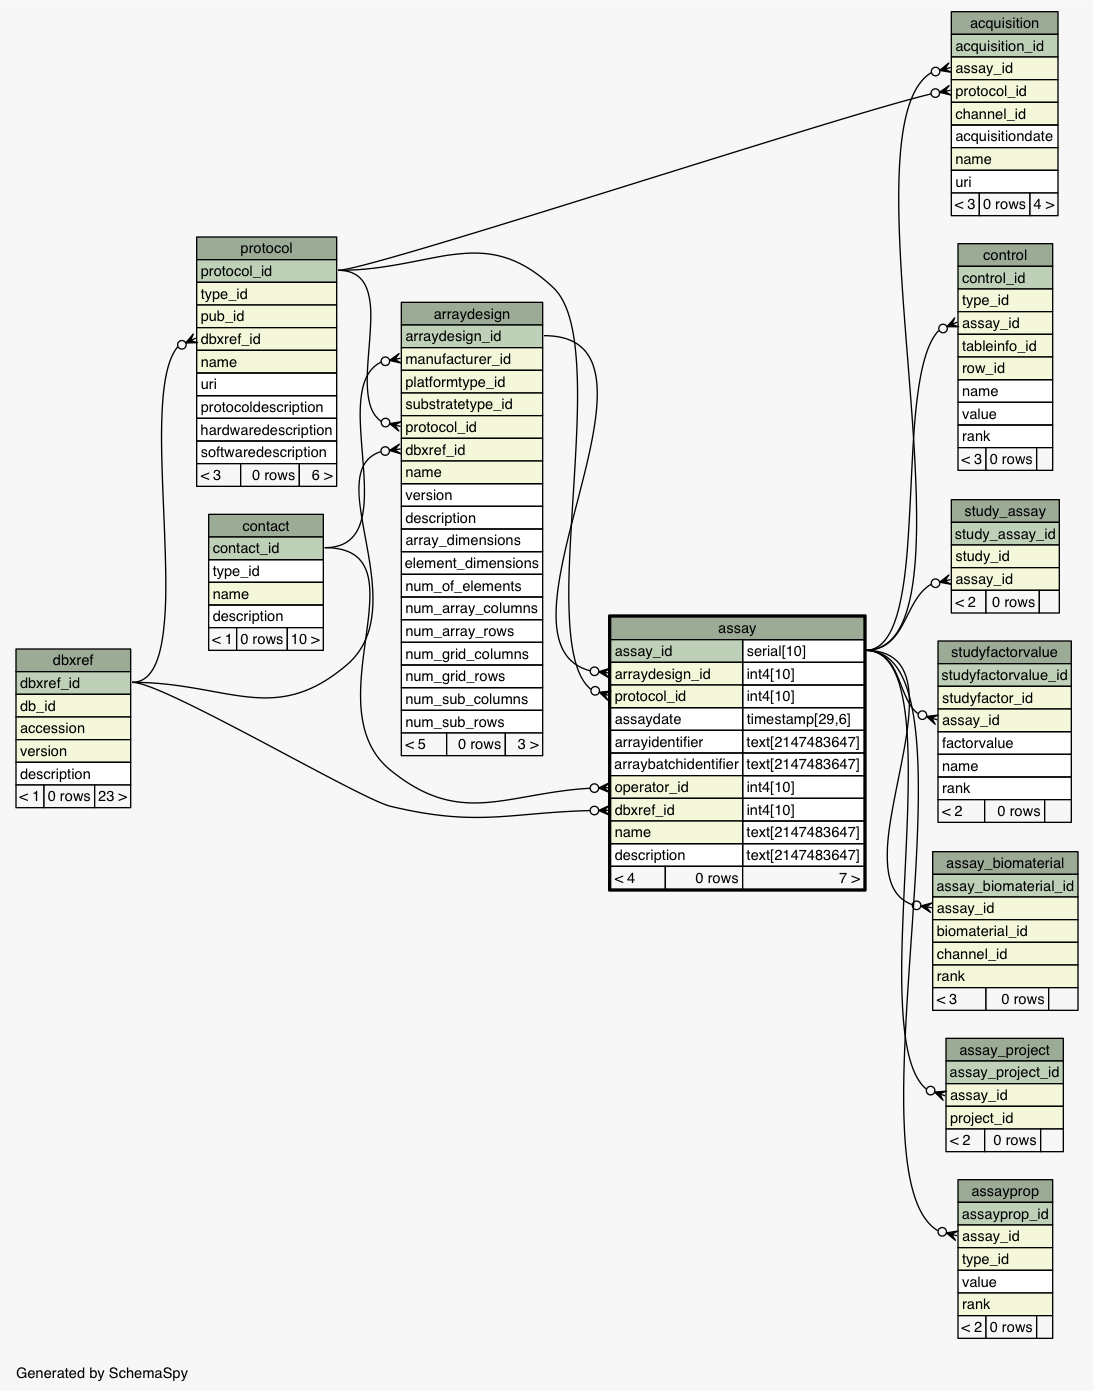 acquisition
acquisition_id
assay_id
protocol_id
channel_id
acquisitiondate
name
uri
< 3 0 rows 4 >
control
control_id
type_id
assay_id
tableinfo_id
row_id
name
value
rank
< 3 0 rows
protocol
protocol_id
type_id
pub_id
dbxref_id
name
uri
protocoldescription
hardwaredescription
softwaredescription
< 3 0 rows 6 >
arraydesign
arraydesign_id
manufacturer_id
platformtype_id
substratetype_id
protocol_id
dbxref_id
name
version
description
array_dimensions
element_dimensions
num_of_elements
num_array_columns
num_array_rows
num_grid_columns
num_grid_rows
num_sub_columns
num_sub_rows
< 5 0 rows 3 >
contact
contact_id
type_id
name
description
< 1 0 rows 10 >
study_assay
study_assay_id
study_id
assay_id
< 2 0 rows
dbxref
dbxref_id
db_id
accession
version
description
< 1 0 rows 23 >
assay
assay_id serial[10]
arraydesign_id int4[10]
protocol_id int4[10]
assaydate timestamp[29,6]
arrayidentifier text[2147483647]
arraybatchidentifier text[2147483647]
operator_id int4[10]
dbxref_id int4[10]
name text[2147483647]
description text[2147483647]
< 4 0 rows 7 >
studyfactorvalue
studyfactorvalue_id
studyfactor_id
assay_id
factorvalue
name
rank
< 2 0 rows
assay_biomaterial
assay_biomaterial_id
assay_id
biomaterial_id
channel_id
rank
< 3 0 rows
assay_project
assay_project_id
assay_id
project_id
< 2 0 rows
assayprop
assayprop_id
assay_id
type_id
value
rank
< 2 0 rows
Generated by SchemaSpy